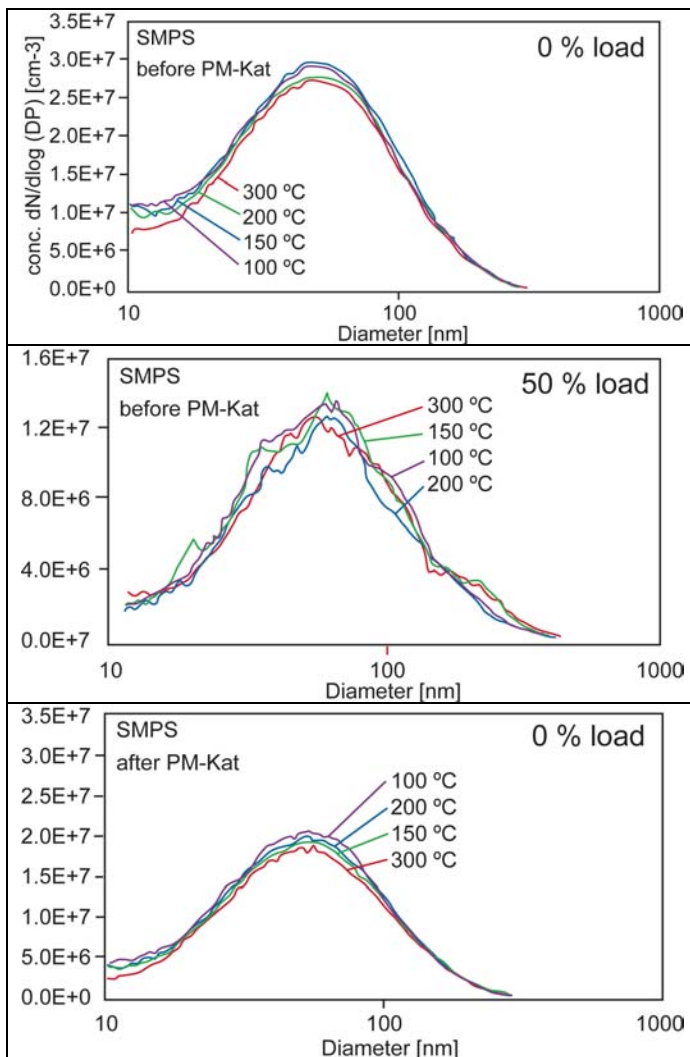 conc. dN/dlog (DP) [cm-3]
3.5E+7
3.0E+7
2.5E+7
2.0E+7
1.5E+7
1.0E+7
5.0E+6
0.0E+0
SMPS
before PM-Kat
0 % load
300 ºC
200 ºC
150 ºC
100 ºC
10
100
1000
Diameter [nm]
1.6E+7
1.2E+7
8.0E+6
4.0E+6
0.0E+7
SMPS
before PM-Kat
50 % load
300 ºC
150 ºC
100 ºC
200 ºC
10
100
1000
Diameter [nm]
3.5E+7
3.0E+7
2.5E+7
2.0E+7
1.5E+7
1.0E+7
5.0E+6
0.0E+0
SMPS
after PM-Kat
0 % load
100 ºC
200 ºC
150 ºC
300 ºC
10
100
1000
Diameter [nm]